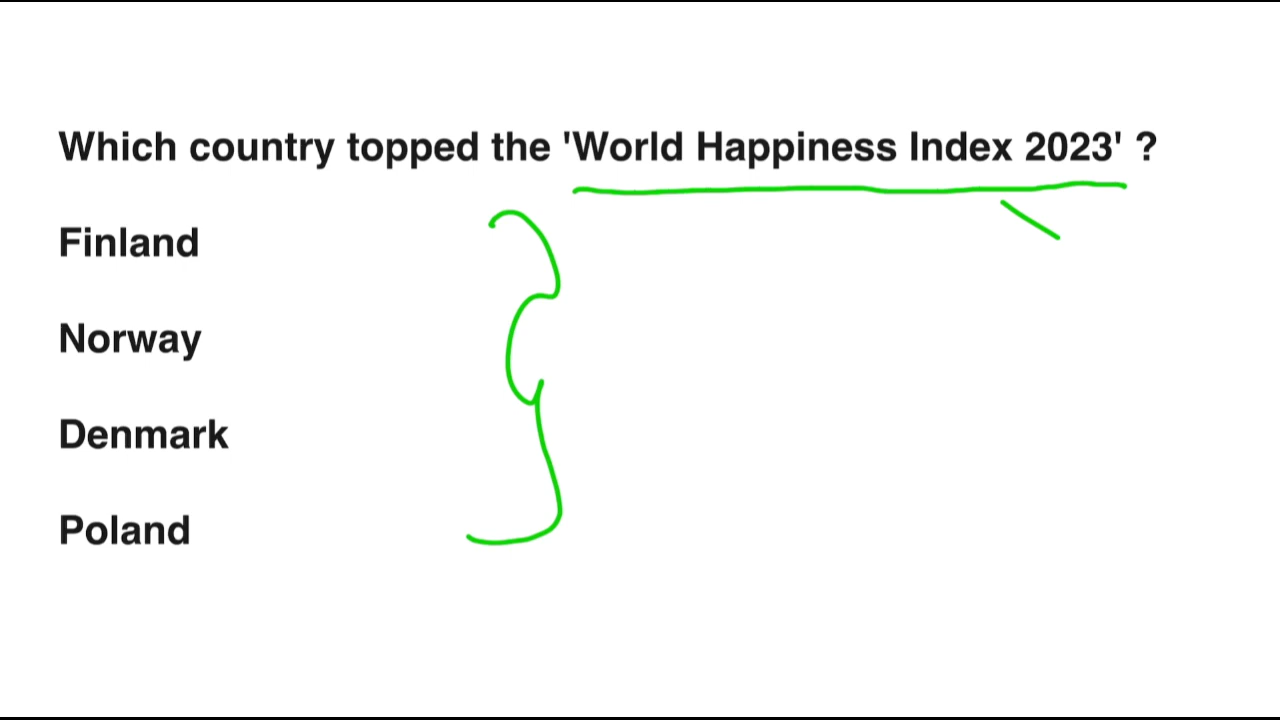 Which country topped the 'World Happiness Index 2023' ?
Finland
Norway
Denmark
Poland